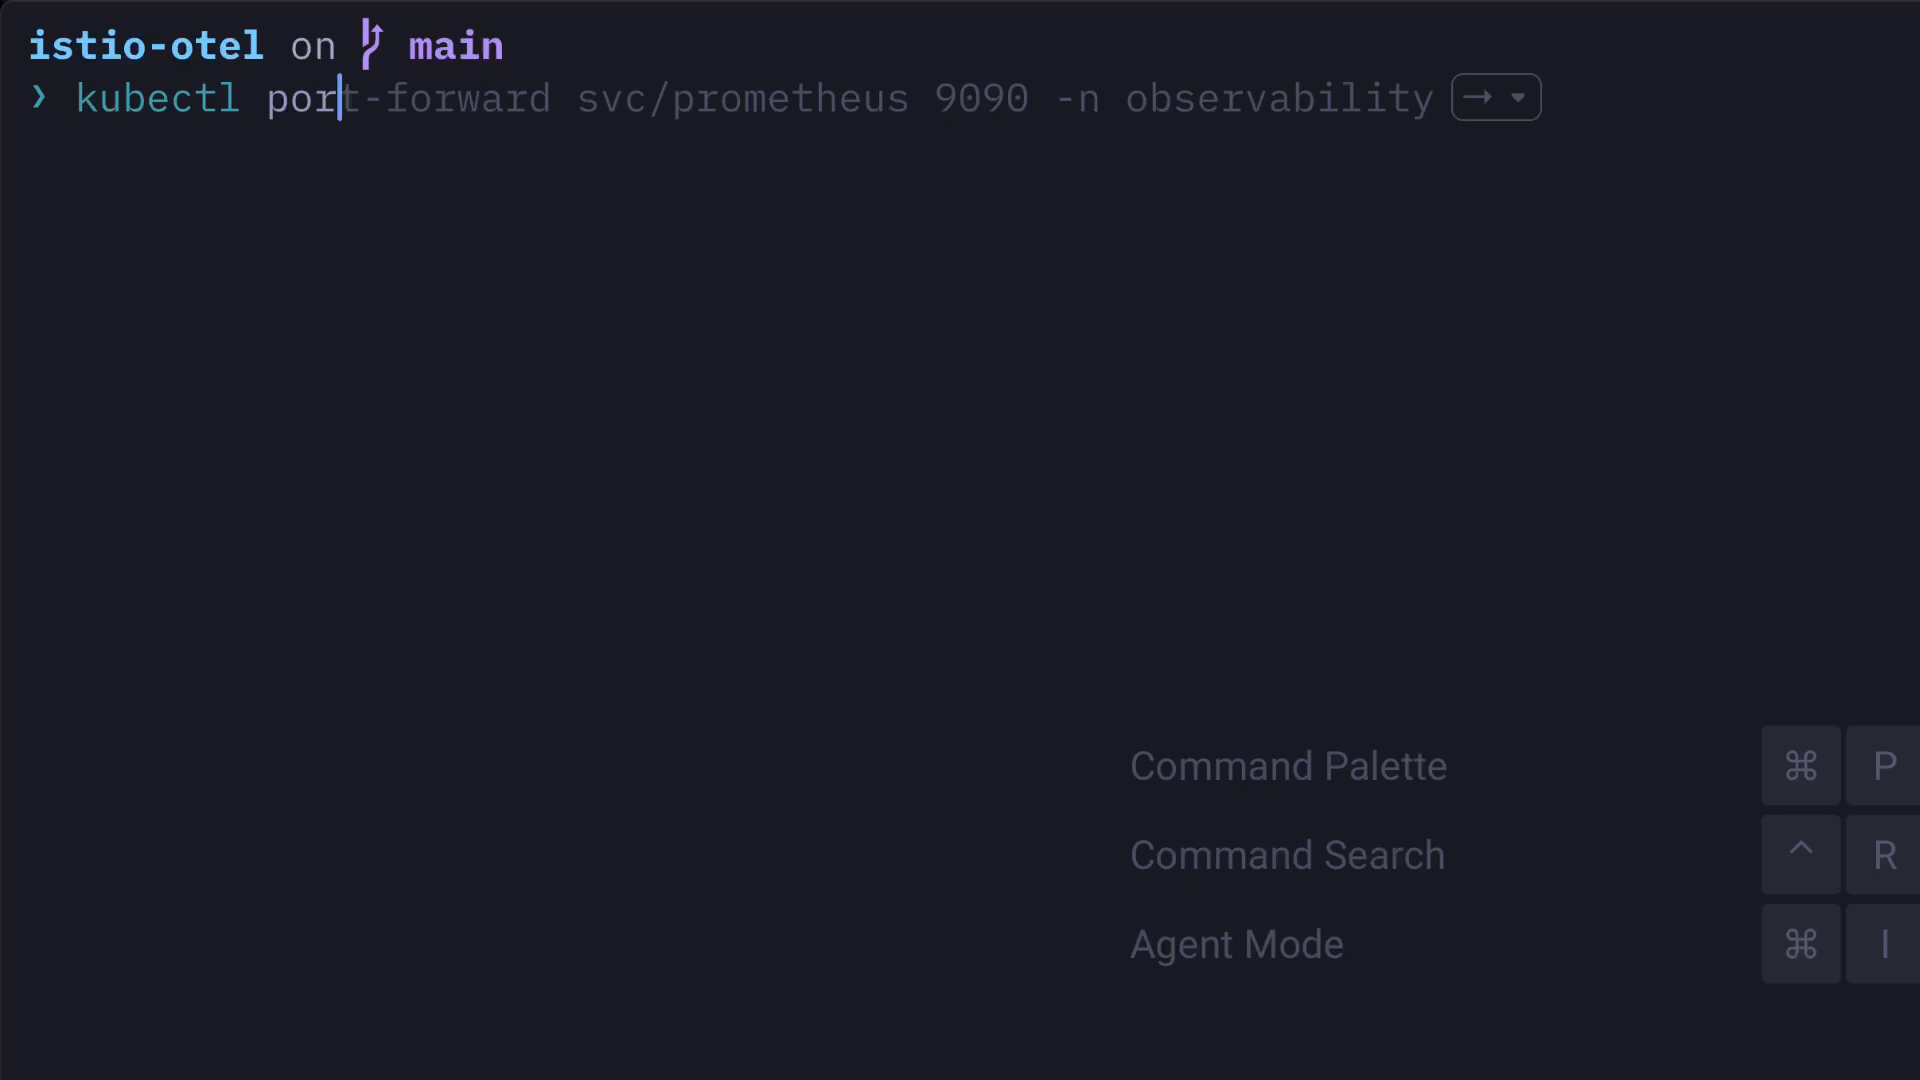 istio-otel on main
❯ kubectl port-forward svc/prometheus 9090 -n observability →
Command Palette ⌘ P
Command Search ^ R
Agent Mode ⌘ I